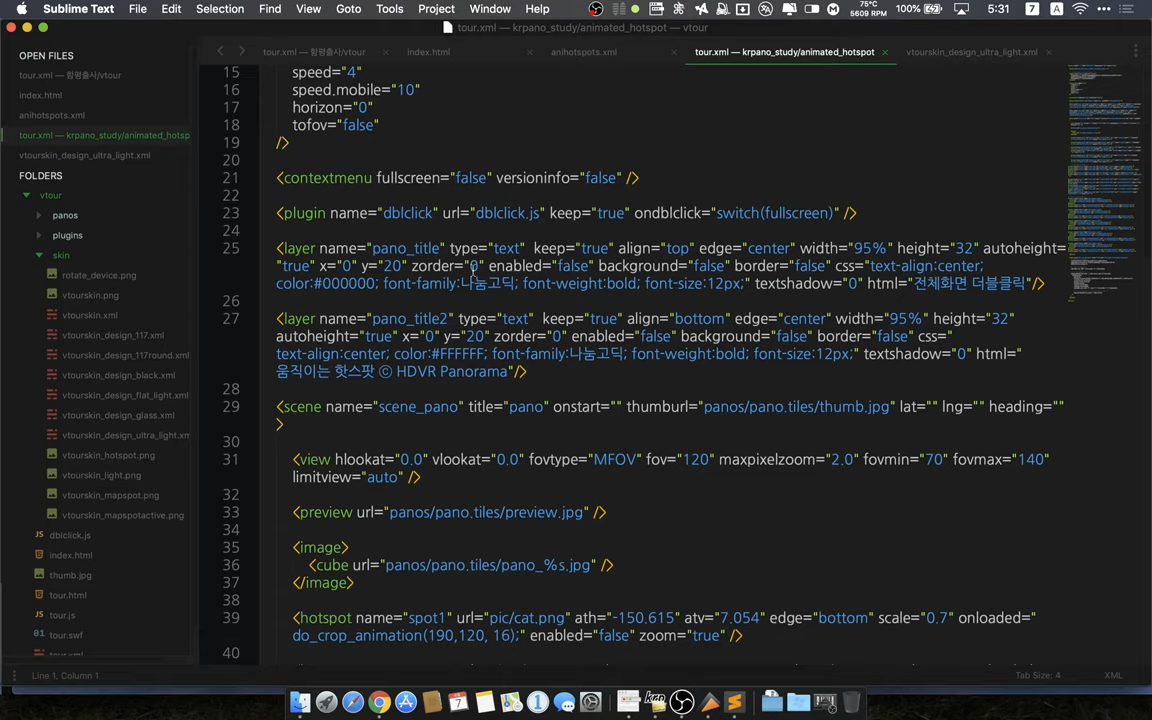 Sublime Text File Edit Selection Find View Goto Tools Project Window Help
75°C
5609 RPM
100%
5:31
7
A
tour.xml — krpano_study/animated_hotspot — vtour
OPEN FILES
tour.xml — 함평출사/vtour
index.html
anihotspots.xml
tour.xml — krpano_study/animated_hotsp
vtourskin_design_ultra_light.xml
FOLDERS
vtour
panos
plugins
skin
rotate_device.png
vtourskin.png
vtourskin.xml
vtourskin_design_117.xml
vtourskin_design_117round.xml
vtourskin_design_black.xml
vtourskin_design_flat_light.xml
vtourskin_design_glass.xml
vtourskin_design_ultra_light.xm
vtourskin_hotspot.png
vtourskin_light.png
vtourskin_mapspot.png
vtourskin_mapspotactive.png
JS dblclick.js
index.html
thumb.jpg
tour.html
JS tour.js
01 tour.swf
tour.xml — 함평출사/vtour
index.html
anihotspots.xml
tour.xml — krpano_study/animated_hotspot
vtourskin_design_ultra_light.xml
15 speed="4"
16 speed.mobile="10"
17 horizon="0"
18 tofov="false"
19 />
20
21 <contextmenu fullscreen="false" versioninfo="false" />
22
23 <plugin name="dblclick" url="dblclick.js" keep="true" ondblclick="switch(fullscreen)" />
24
25 <layer name="pano_title" type="text"  keep="true" align="top" edge="center" width="95%" height="32" autoheight=
"true" x="0" y="20" zorder="0" enabled="false" background="false" border="false" css="text-align:center;
color:#000000; font-family:나눔고딕; font-weight:bold; font-size:12px;" textshadow="0" html="전체화면 더블클릭"/>
26
27 <layer name="pano_title2" type="text"  keep="true" align="bottom" edge="center" width="95%" height="32"
autoheight="true" x="0" y="20" zorder="0" enabled="false" background="false" border="false" css="
text-align:center; color:#FFFFFF; font-family:나눔고딕; font-weight:bold; font-size:12px;" textshadow="0" html="
움직이는 핫스팟 ⓒ HDVR Panorama"/>
28
29 <scene name="scene_pano" title="pano" onstart="" thumburl="panos/pano.tiles/thumb.jpg" lat="" lng="" heading=""
>
30
31 <view hlookat="0.0" vlookat="0.0" fovtype="MFOV" fov="120" maxpixelzoom="2.0" fovmin="70" fovmax="140"
limitview="auto" />
32
33 <preview url="panos/pano.tiles/preview.jpg" />
34
35 <image>
36 <cube url="panos/pano.tiles/pano_%s.jpg" />
37 </image>
38
39 <hotspot name="spot1" url="pic/cat.png" ath="-150.615" atv="7.054" edge="bottom" scale="0.7" onloaded="
do_crop_animation(190,120, 16);" enabled="false" zoom="true" />
40
Line 1, Column 1
Tab Size: 4
XML